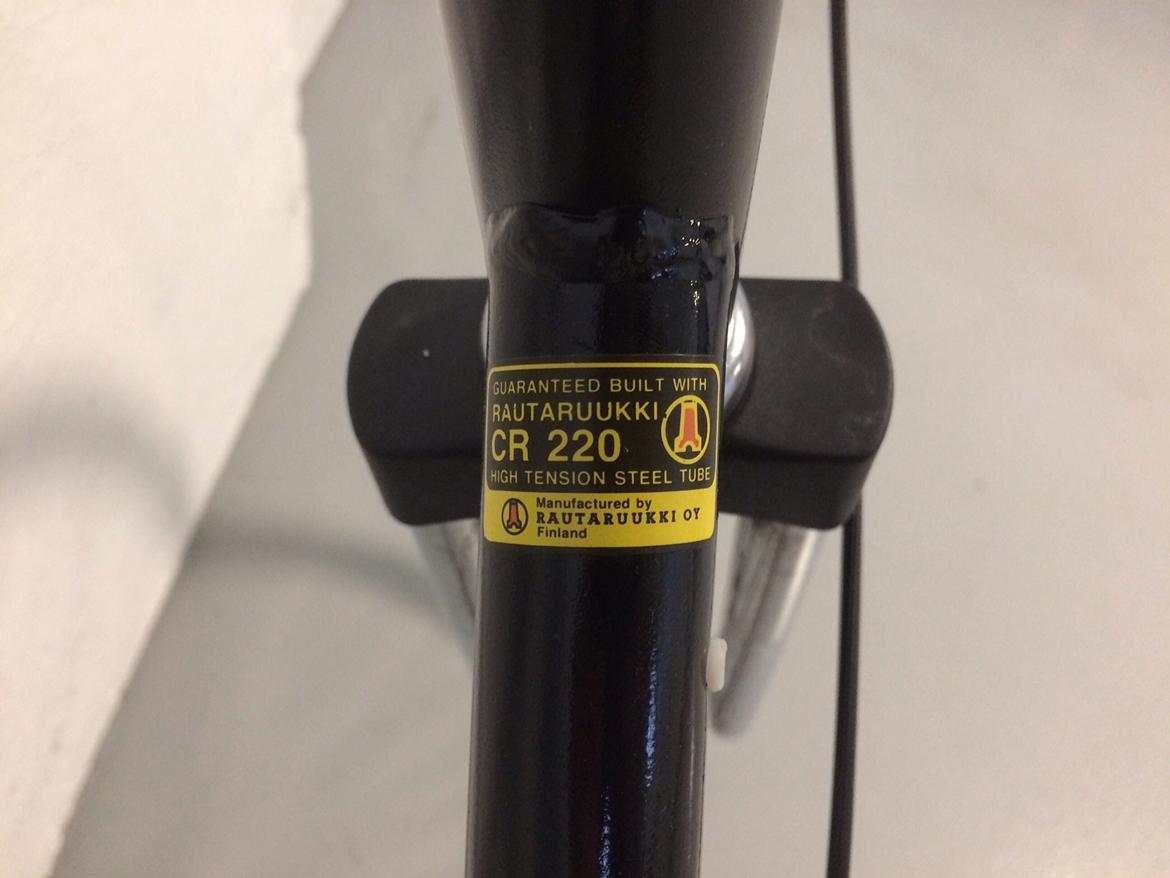 GUARANTEED BUILT WITH
RAUTARUUKKI
CR 220
HIGH TENSION STEEL TUBE
Manufactured by
RAUTARUUKKI OY
Finland